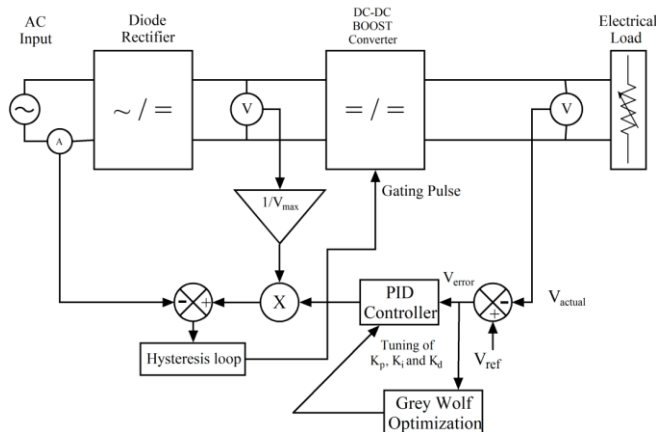 AC
Input
Diode
Rectifier
DC-DC
BOOST
Converter
Electrical
Load
~ / =
V
= / =
V
A
1/Vmax
Gating Pulse
-
+
X
PID
Controller
Verror
-
+
Vactual
Vref
Hysteresis loop
Tuning of
Kp, Ki and Kd
Grey Wolf
Optimization